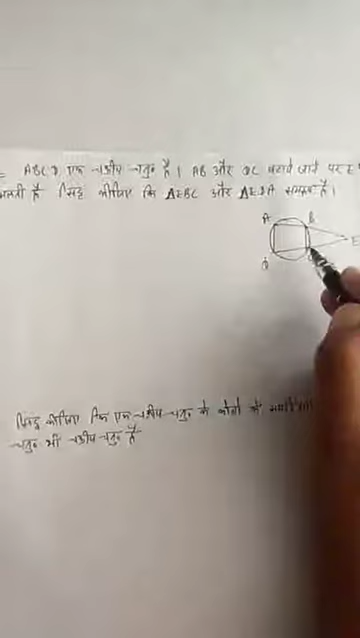 ABCD एक चक्रीय चतुर्भुज है। AB और DC बढ़ाये जाने पर E
मिलती है सिद्ध कीजिए कि ΔEBC और ΔEDA समरूप है।
A B
E
D
सिद्ध कीजिए कि एक चक्रीय चतुर्भुज के कोणों के
चतुर्भुज भी चक्रीय चतुर्भुज है